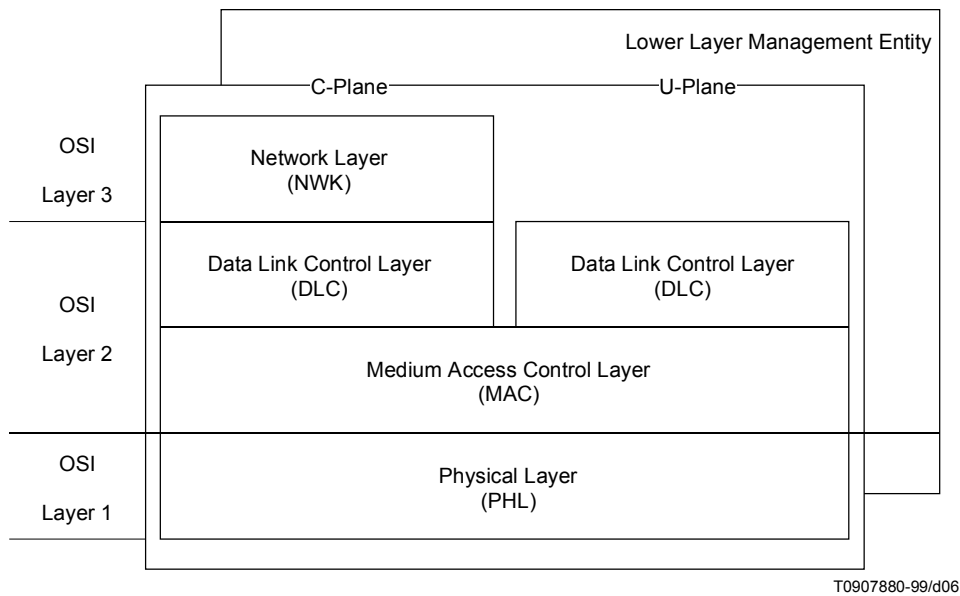 Lower Layer Management Entity
C-Plane
U-Plane
OSI
Layer 3
Network Layer
(NWK)
OSI
Layer 2
Data Link Control Layer
(DLC)
Data Link Control Layer
(DLC)
Medium Access Control Layer
(MAC)
OSI
Layer 1
Physical Layer
(PHL)
T0907880-99/d06